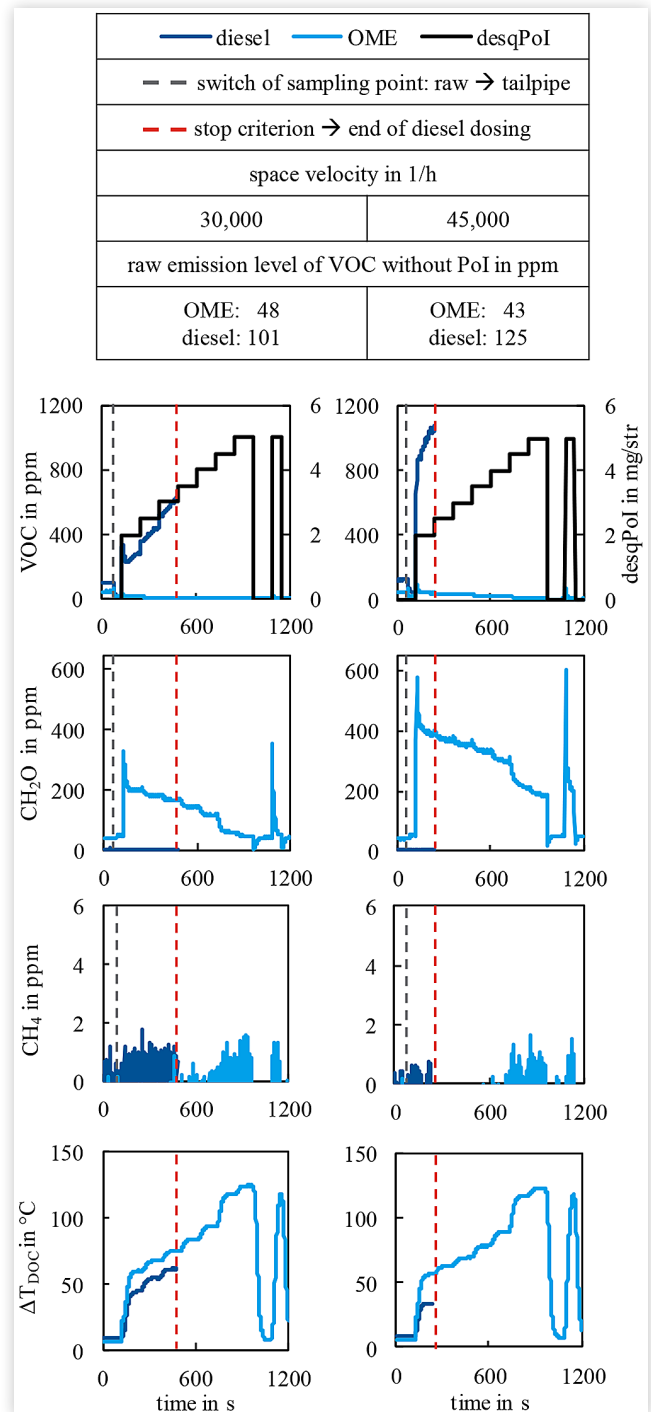 diesel OME desqPoI
switch of sampling point: raw → tailpipe
stop criterion → end of diesel dosing
space velocity in 1/h
30,000 45,000
raw emission level of VOC without PoI in ppm
OME: 48 OME: 43
diesel: 101 diesel: 125
1200 6 1200 6
800 4 800 4
400 2 400 2
0 0 0 0
VOC in ppm
desqPoI in mg/str
0 600 1200 0 600 1200
600 600
400 400
200 200
0 0
CH₂O in ppm
0 600 1200 0 600 1200
6 6
4 4
2 2
0 0
CH₄ in ppm
0 600 1200 0 600 1200
150 150
100 100
50 50
0 0
ΔT_DOC in °C
0 600 1200 0 600 1200
time in s time in s